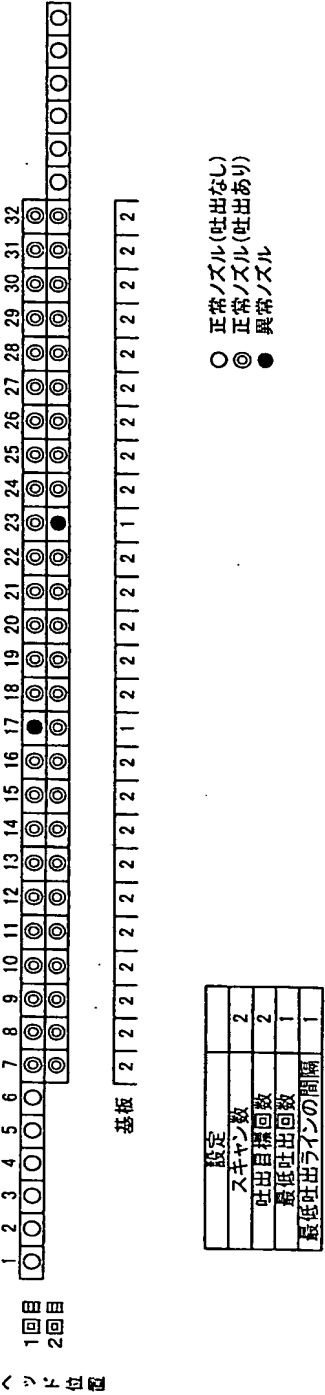 1 2 3 4 5 6 7 8 9 10 11 12 13 14 15 16 17 18 19 20 21 22 23 24 25 26 27 28 29 30 31 32
ヘッド位置
1回目 ○ ○ ○ ○ ○ ○ ◎ ◎ ◎ ◎ ◎ ◎ ◎ ◎ ◎ ◎ ● ◎ ◎ ◎ ◎ ◎ ◎ ◎ ◎ ◎ ◎ ◎ ◎ ◎ ◎ ◎
2回目 ◎ ◎ ◎ ◎ ◎ ◎ ◎ ◎ ◎ ◎ ◎ ◎ ◎ ◎ ◎ ◎ ● ◎ ◎ ◎ ◎ ◎ ◎ ◎ ◎ ◎ ○ ○ ○ ○ ○ ○
基板 2 2 2 2 2 2 2 2 2 2 1 2 2 2 2 2 1 2 2 2 2 2 2 2 2 2
設定
スキャン数 2
吐出目標回数 2
最低吐出回数 1
最低吐出ラインの間隔 1
○ 正常ノズル(吐出なし)
◎ 正常ノズル(吐出あり)
● 異常ノズル